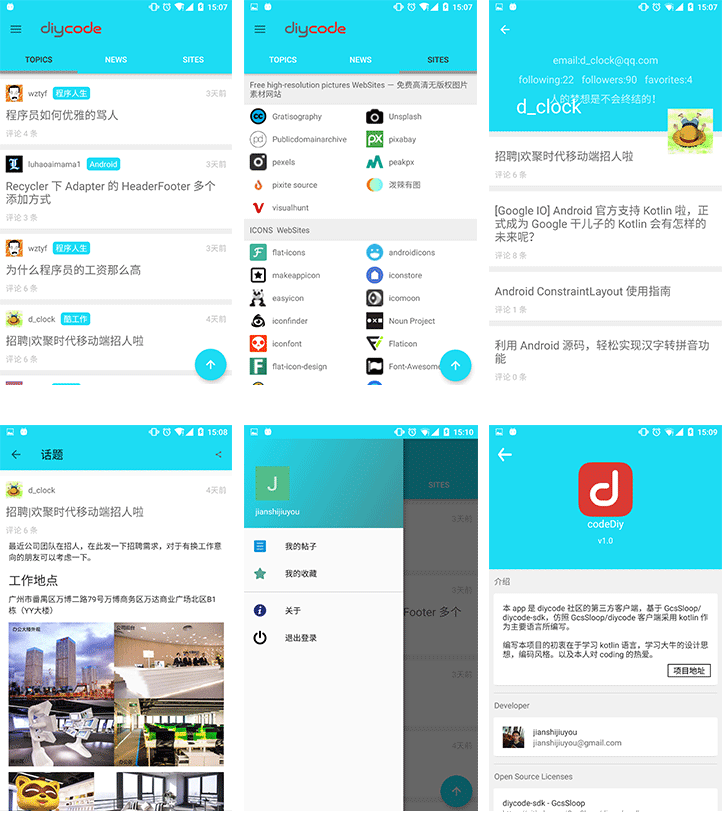 15:07
diycode
TOPICS NEWS SITES
wztyf 程序人生 3天前
程序员如何优雅的骂人
评论 4 条
luhaoaimama1 Android 3天前
Recycler 下 Adapter 的 HeaderFooter 多个
添加方式
评论 3 条
wztyf 程序人生 3天前
为什么程序员的工资那么高
评论 6 条
d_clock 酷工作 4天前
招聘|欢聚时代移动端招人啦
评论 6 条
15:07
diycode
TOPICS NEWS SITES
Free high-resolution pictures WebSites － 免费高清无版权图片
素材网站
Gratisography Unsplash
Publicdomainarchive pixabay
pexels peakpx
pixite source 泼辣有图
visualhunt
ICONS WebSites
flat-icons androidicons
makeappicon iconstore
easyicon icomoon
iconfinder Noun Project
iconfont Flaticon
flat-icon-design Font-Awesome
15:07
email:d_clock@qq.com
following:22 followers:90 favorites:4
人的梦想是不会终结的！
d_clock
招聘|欢聚时代移动端招人啦
评论 6 条
[Google IO] Android 官方支持 Kotlin 啦，正
式成为 Google 干儿子的 Kotlin 会有怎样的
未来呢？
评论 8 条
Android ConstraintLayout 使用指南
评论 1 条
利用 Android 源码，轻松实现汉字转拼音功
能
评论 0 条
15:08
话题
d_clock 4天前
招聘|欢聚时代移动端招人啦
评论 6 条
最近公司团队在招人，在此发一下招聘需求，对于有换工作意
向的朋友可以考虑一下。
工作地点
广州市番禺区万博二路79号万博商务区万达商业广场北区B1
栋（YY大楼）
办公大楼外观 公司前台
展示区 办公区
15:10
J
jianshijiuyou
SITES
我的帖子
我的收藏
关于
退出登录
3天前
3天前
Footer 多个
3天前
4天前
15:09
d
codeDiy
v1.0
介绍
本 app 是 diycode 社区的第三方客户端，基于 GcsSloop/
diycode-sdk，仿照 GcsSloop/diycode 客户端采用 kotlin 作
为主要语言所编写。
编写本项目的初衷在于学习 kotlin 语言，学习大牛的设计思
想，编码风格。以及本人对 coding 的热爱。
项目地址
Developer
jianshijiuyou
jianshijiuyou@gmail.com
Open Source Licenses
diycode-sdk - GcsSloop